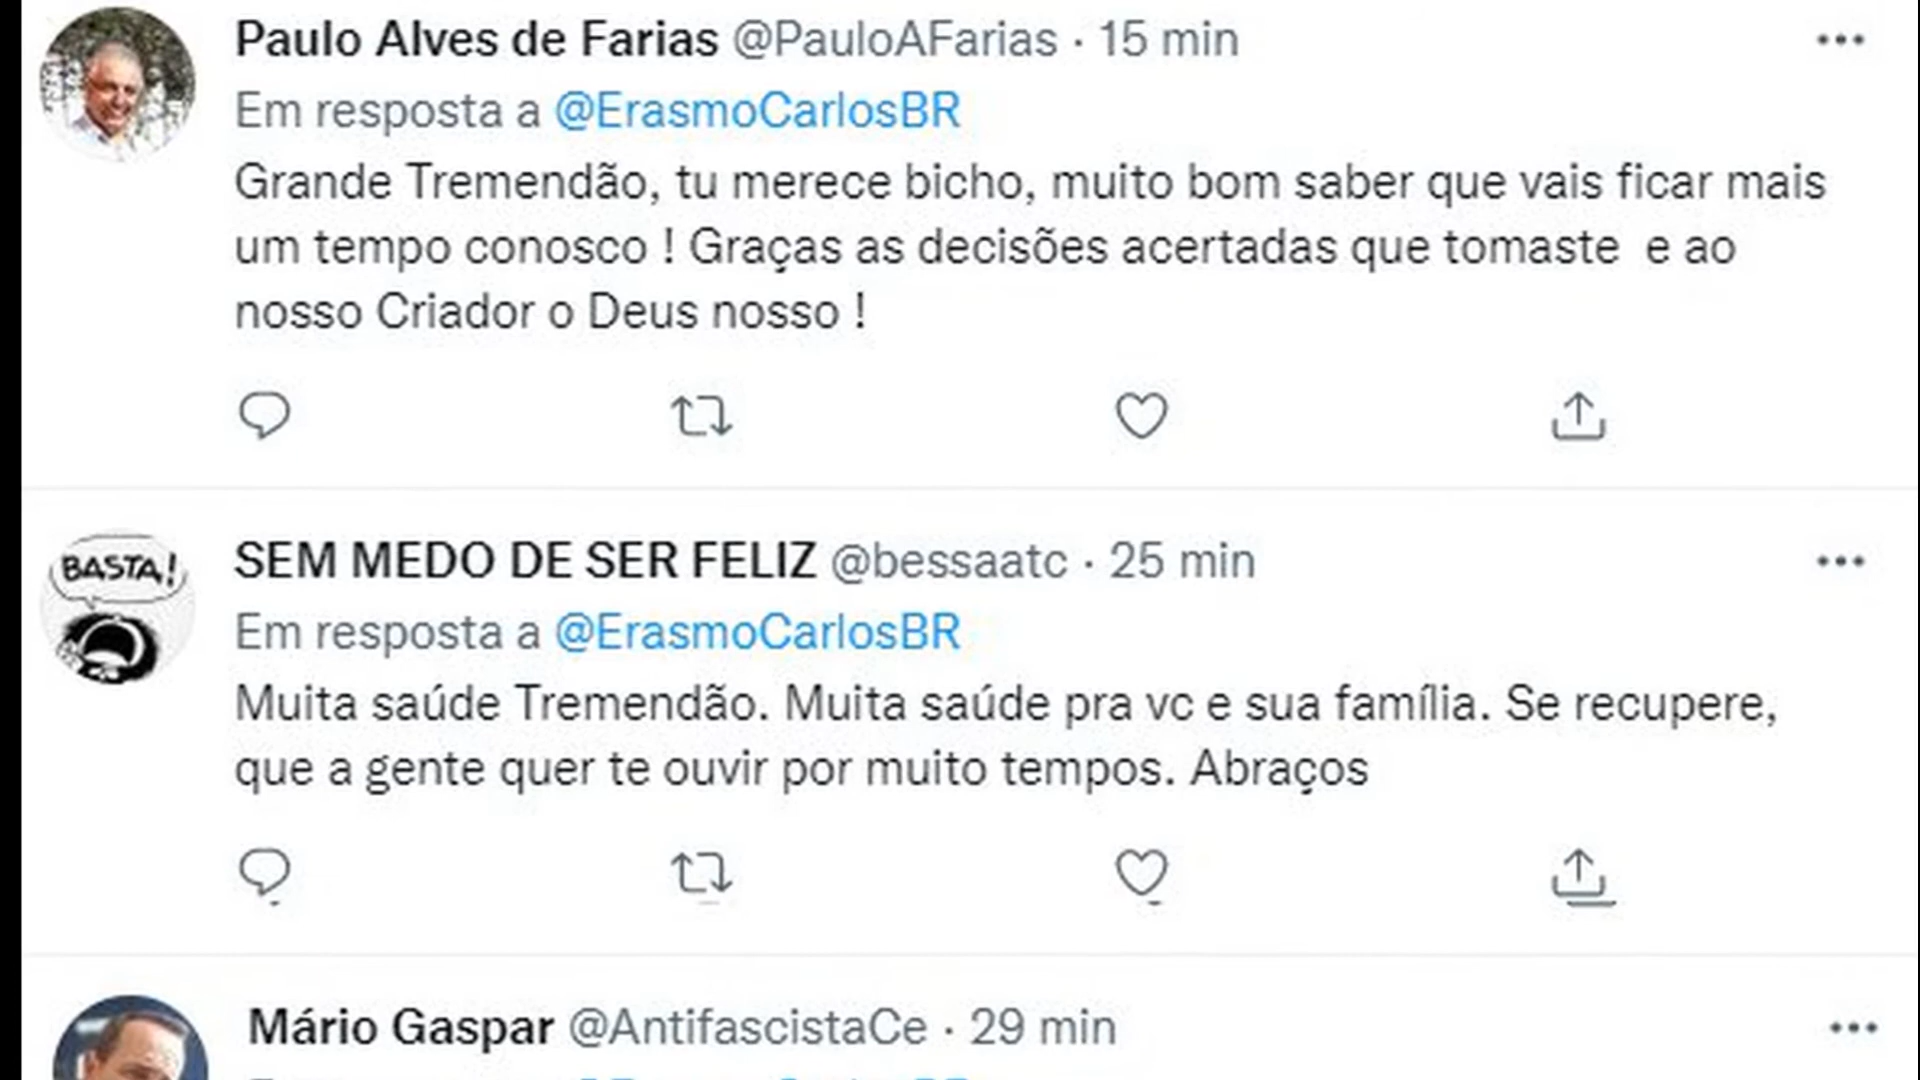 Paulo Alves de Farias @PauloAFarias · 15 min
Em resposta a @ErasmoCarlosBR
Grande Tremendão, tu merece bicho, muito bom saber que vais ficar mais
um tempo conosco ! Graças as decisões acertadas que tomaste  e ao
nosso Criador o Deus nosso !
BASTA!
SEM MEDO DE SER FELIZ @bessaatc · 25 min
Em resposta a @ErasmoCarlosBR
Muita saúde Tremendão. Muita saúde pra vc e sua família. Se recupere,
que a gente quer te ouvir por muito tempos. Abraços
Mário Gaspar @AntifascistaCe · 29 min